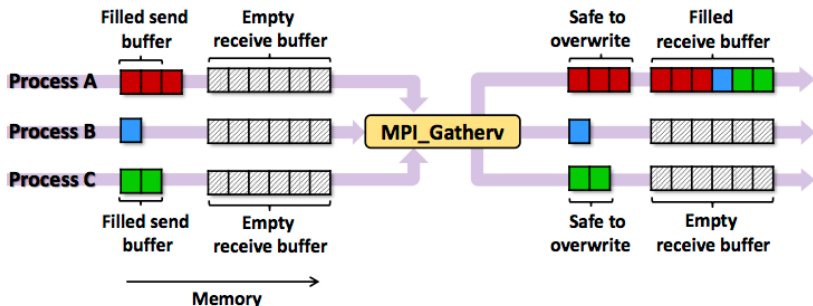 Filled send
buffer
Empty
receive buffer
Safe to
overwrite
Filled
receive buffer
Process A
Process B
MPI_Gatherv
Process C
Filled send
buffer
Empty
receive buffer
Safe to
overwrite
Empty
receive buffer
Memory